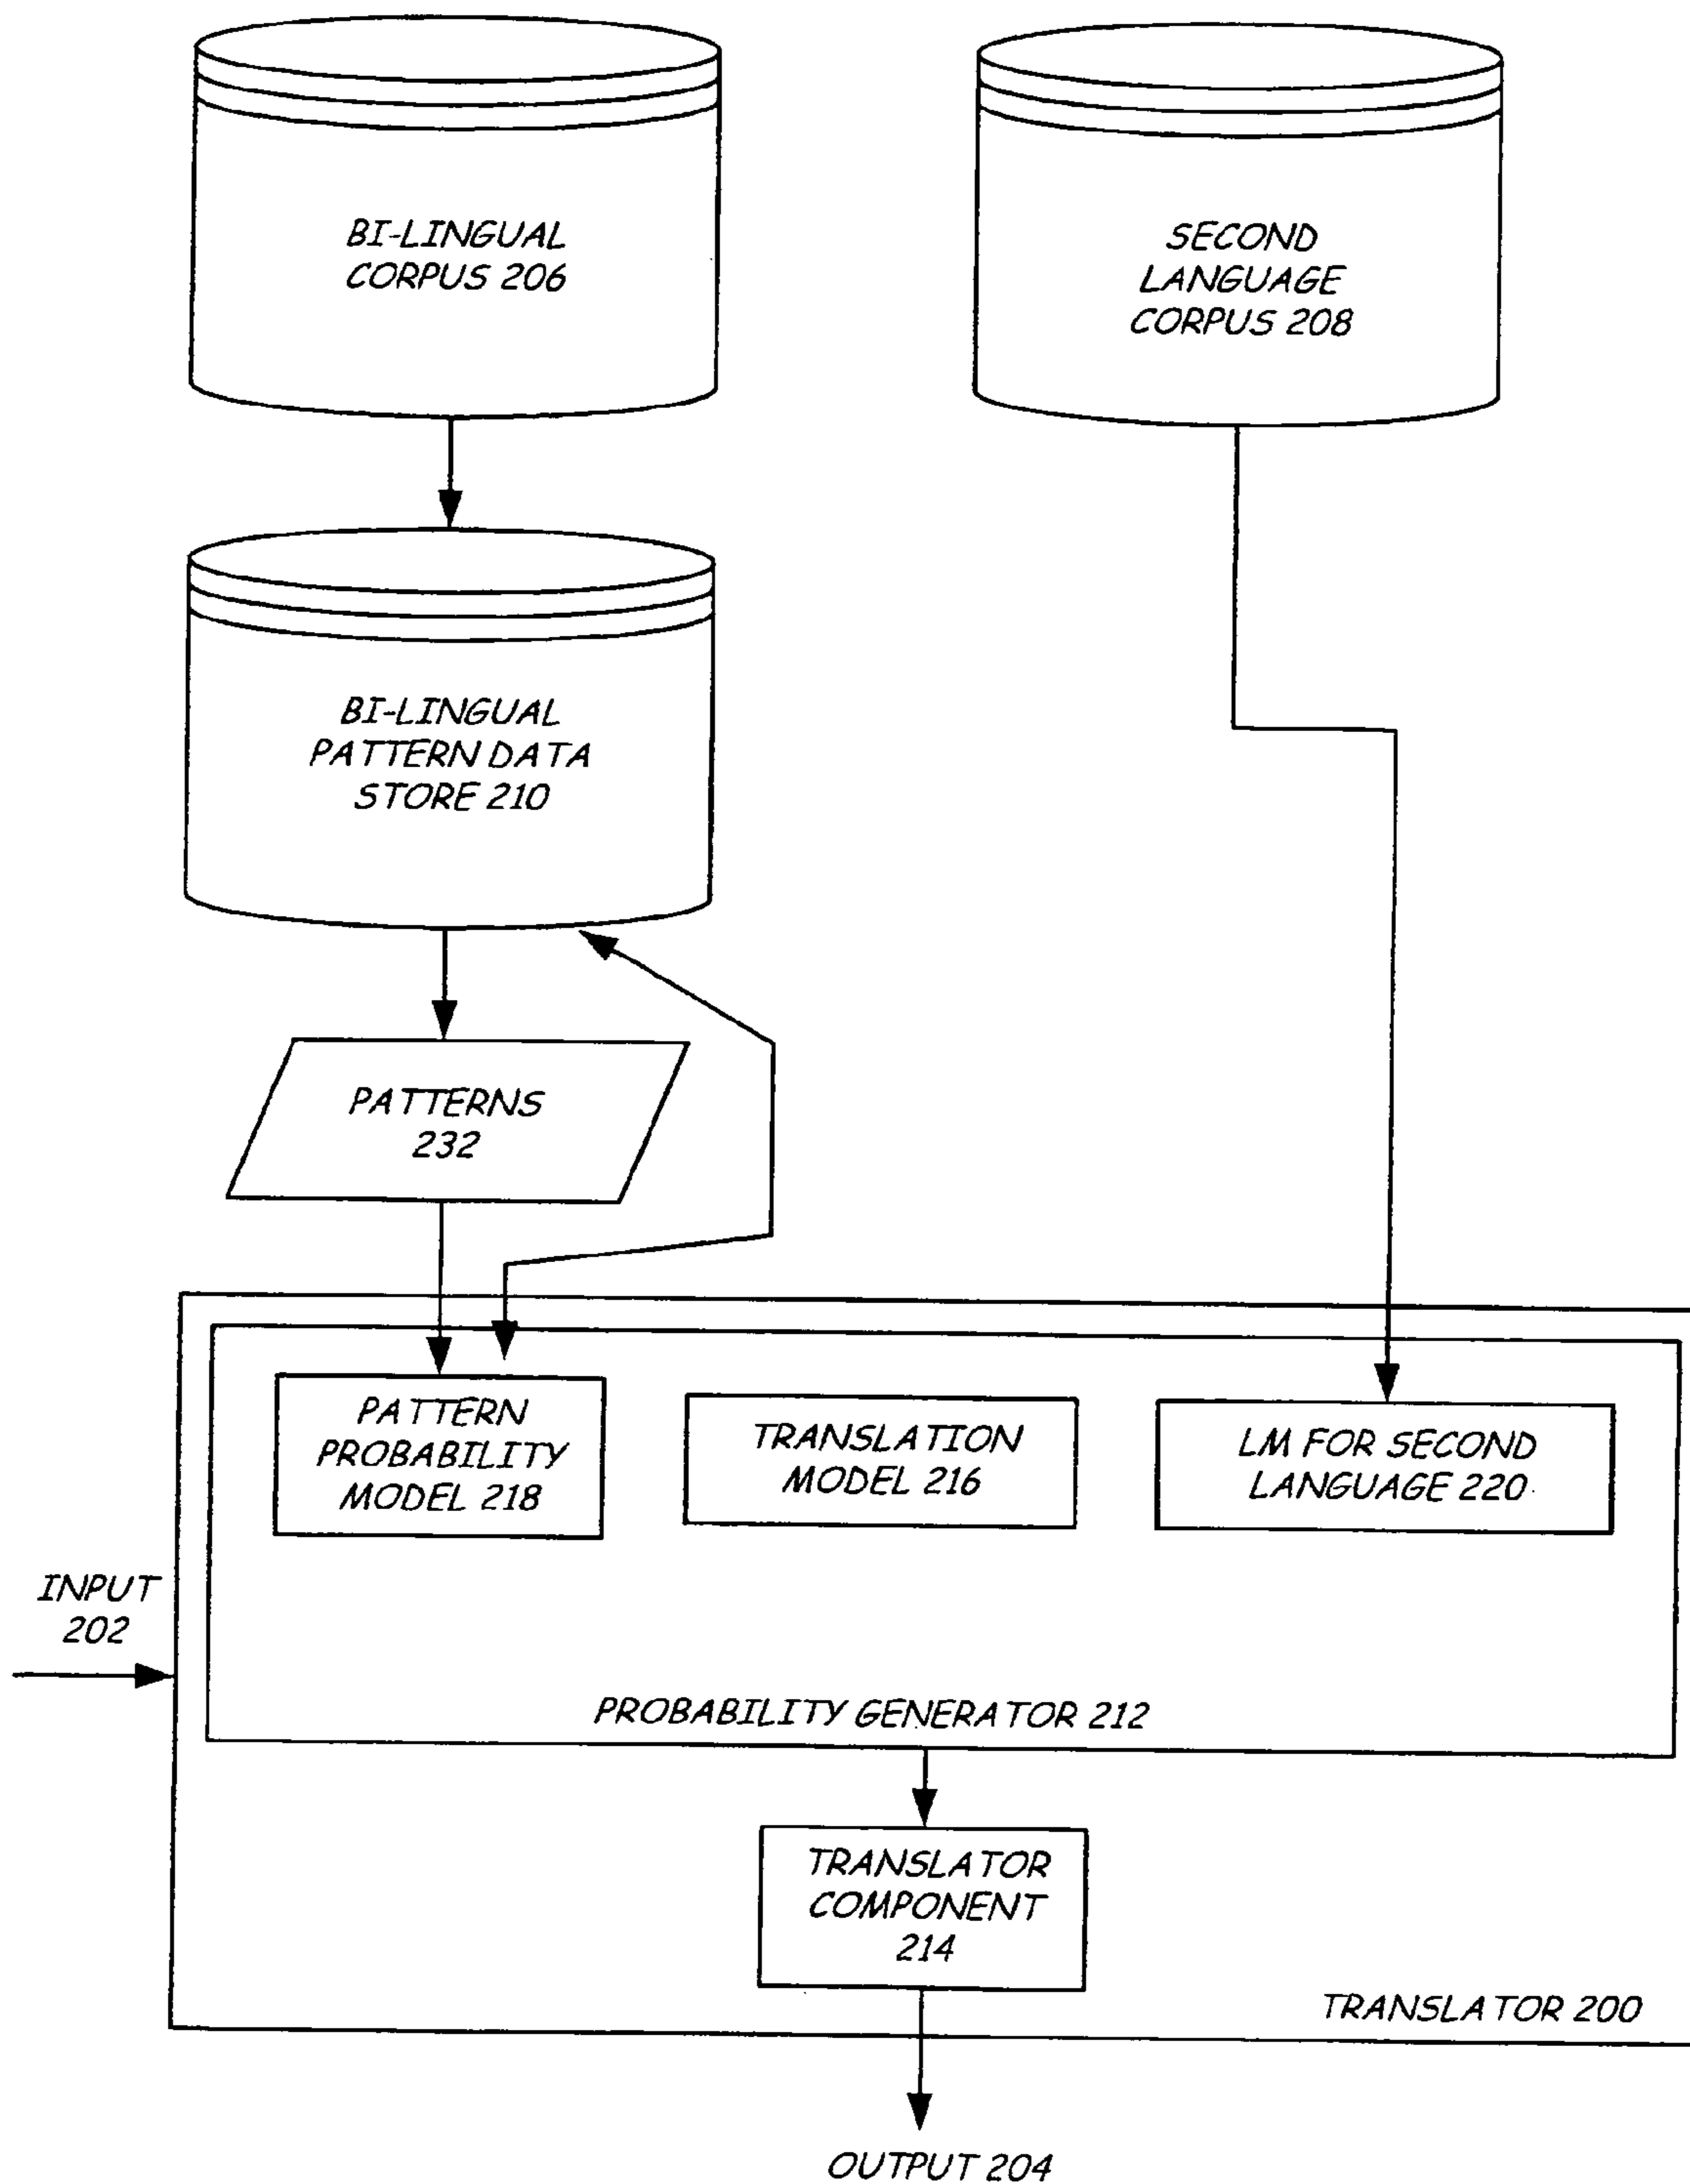 BI-LINGUAL
CORPUS 206
SECOND
LANGUAGE
CORPUS 208
BI-LINGUAL
PATTERN DATA
STORE 210
PATTERNS
232
PATTERN
PROBABILITY
MODEL 218
TRANSLATION
MODEL 216
LM FOR SECOND
LANGUAGE 220
INPUT
202
PROBABILITY GENERATOR 212
TRANSLATOR
COMPONENT
214
TRANSLATOR 200
OUTPUT 204